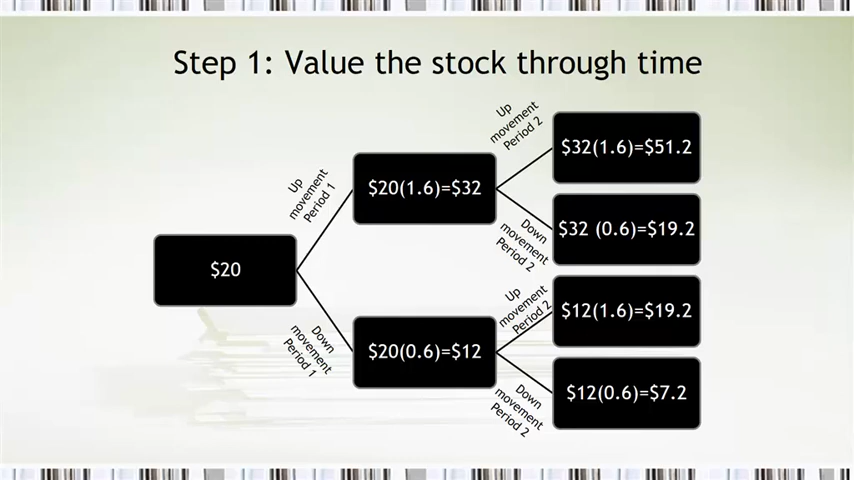 Step 1: Value the stock through time
Up
movement
Period 2
$32(1.6)=$51.2
Up
movement
Period 1
$20(1.6)=$32
Down
movement
Period 2
$32 (0.6)=$19.2
$20
Up
movement
Period 2
$12(1.6)=$19.2
Down
movement
Period 1
$20(0.6)=$12
Down
movement
Period 2
$12(0.6)=$7.2